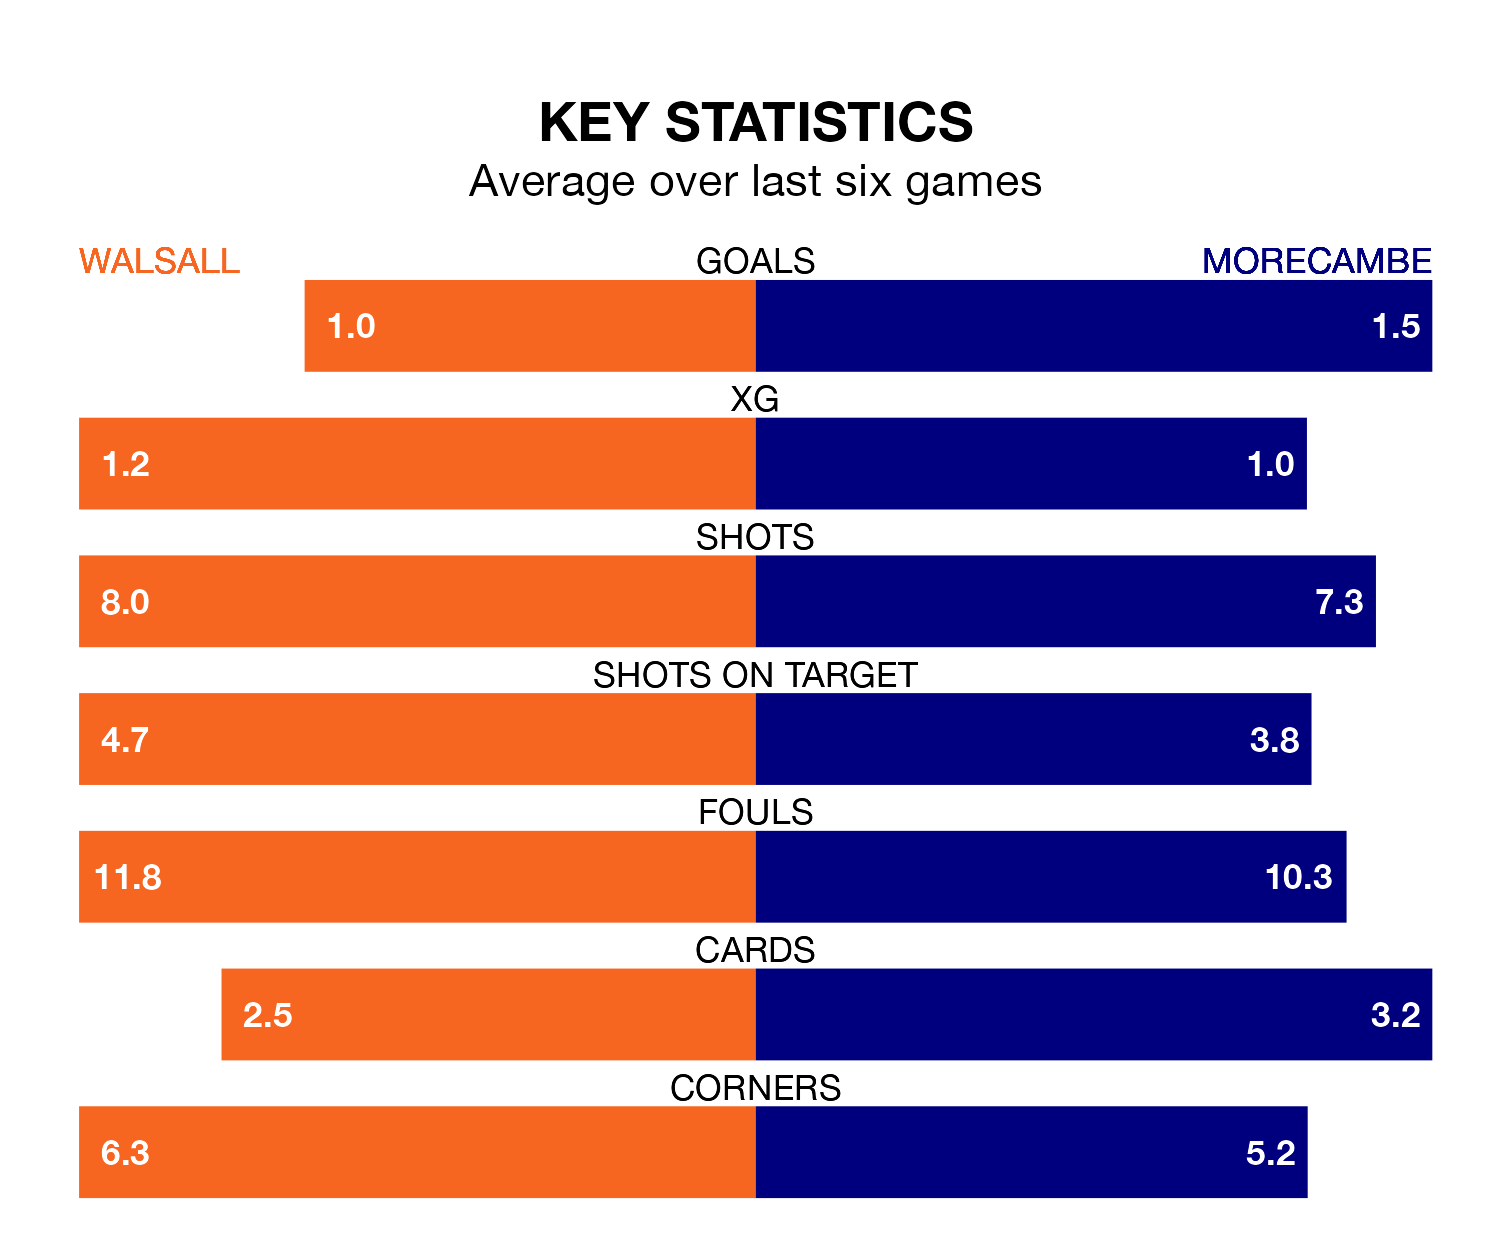 KEY STATISTICS
Average over last six games
WALSALL GOALS MORECAMBE
1.0 1.5
XG
1.2 1.0
SHOTS
8.0 7.3
SHOTS ON TARGET
4.7 3.8
FOULS
11.8 10.3
CARDS
2.5 3.2
CORNERS
6.3 5.2